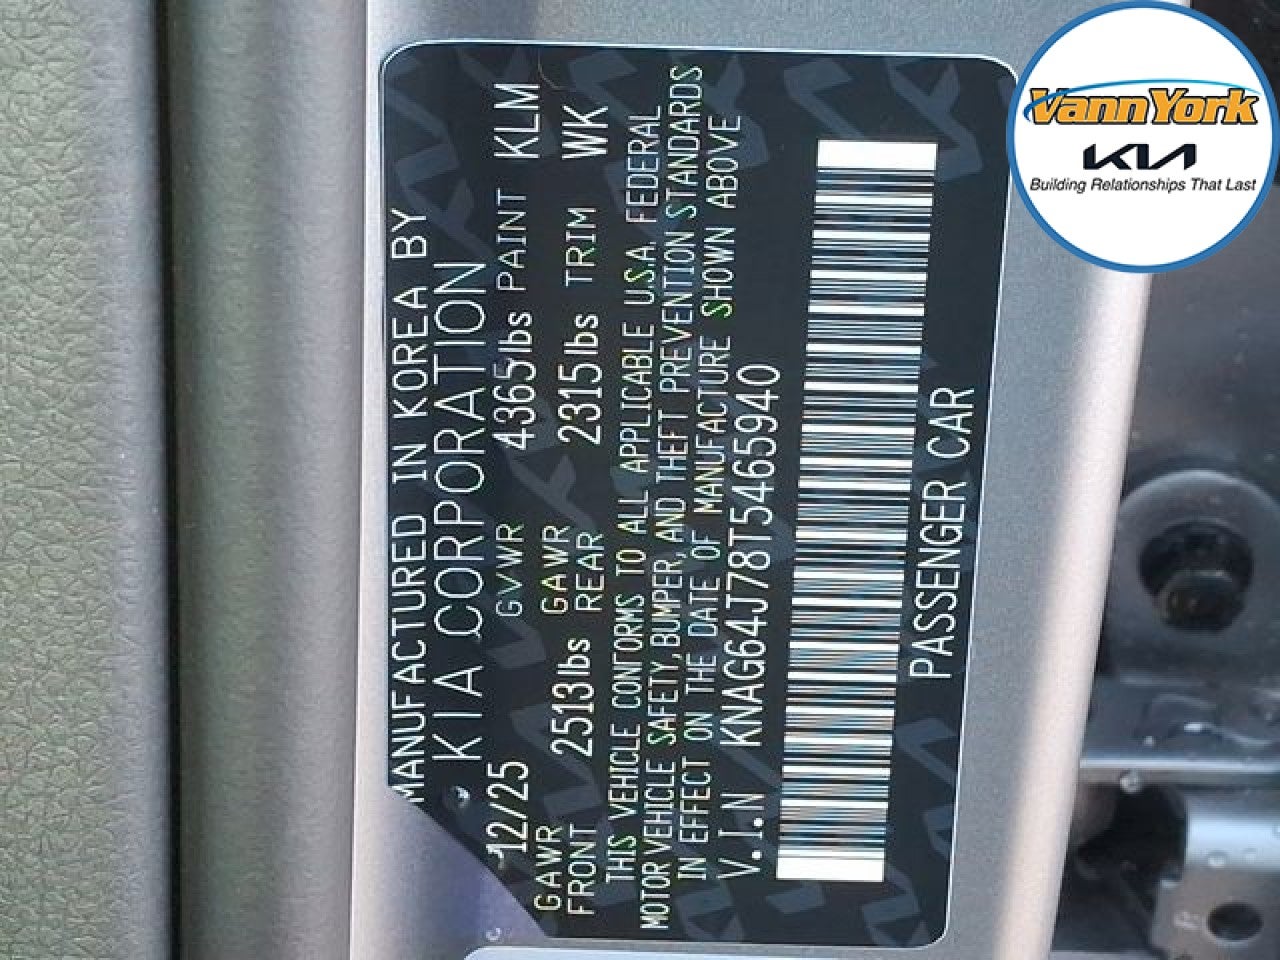 MANUFACTURED IN KOREA BY
KIA CORPORATION
12/25 GVWR 4365lbs PAINT KLM
GAWR FRONT 2513lbs GAWR REAR 2315lbs TRIM WK
THIS VEHICLE CONTORMS TO ALL APPLICABLE U.S.A. FEDERAL
MOTOR VEHICLE SAFETY, BUMPER, AND THEFT PREVENTION STANDARDS
IN EFFECT ON THE DATE OF MANUFACTURE SHOWN ABOVE
V.I.N KNAG64J78T5465940
PASSENGER CAR
VannYork
KIA
Building Relationships That Last